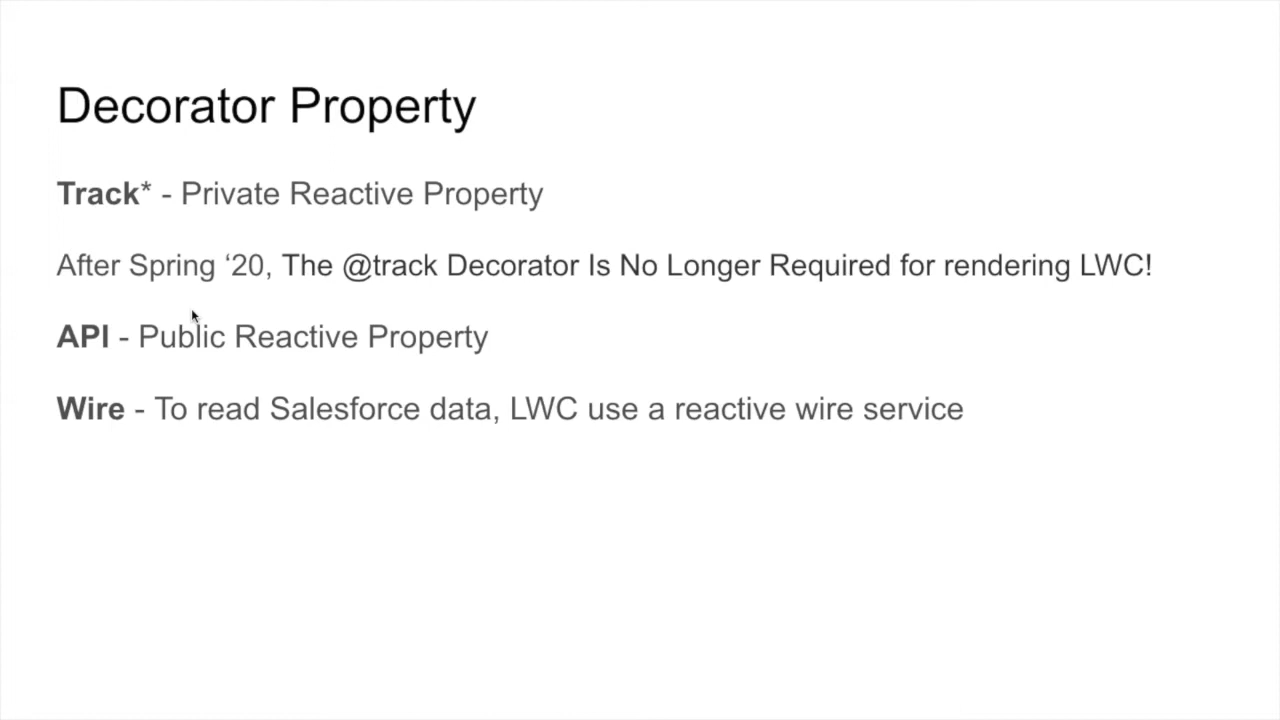 Decorator Property
Track* - Private Reactive Property
After Spring ‘20, The @track Decorator Is No Longer Required for rendering LWC!
API - Public Reactive Property
Wire - To read Salesforce data, LWC use a reactive wire service